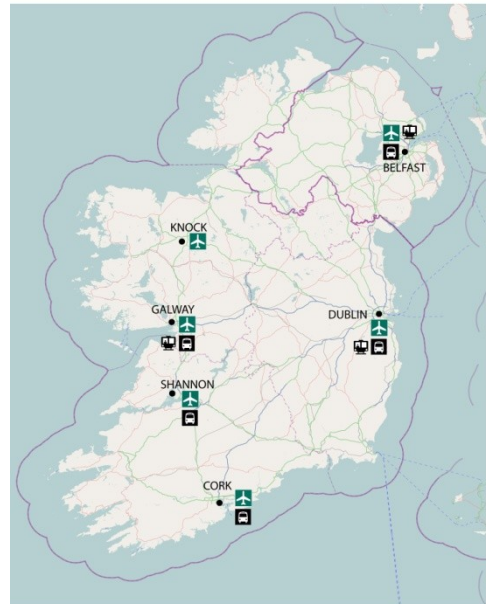 BELFAST
KNOCK
GALWAY
DUBLIN
SHANNON
CORK